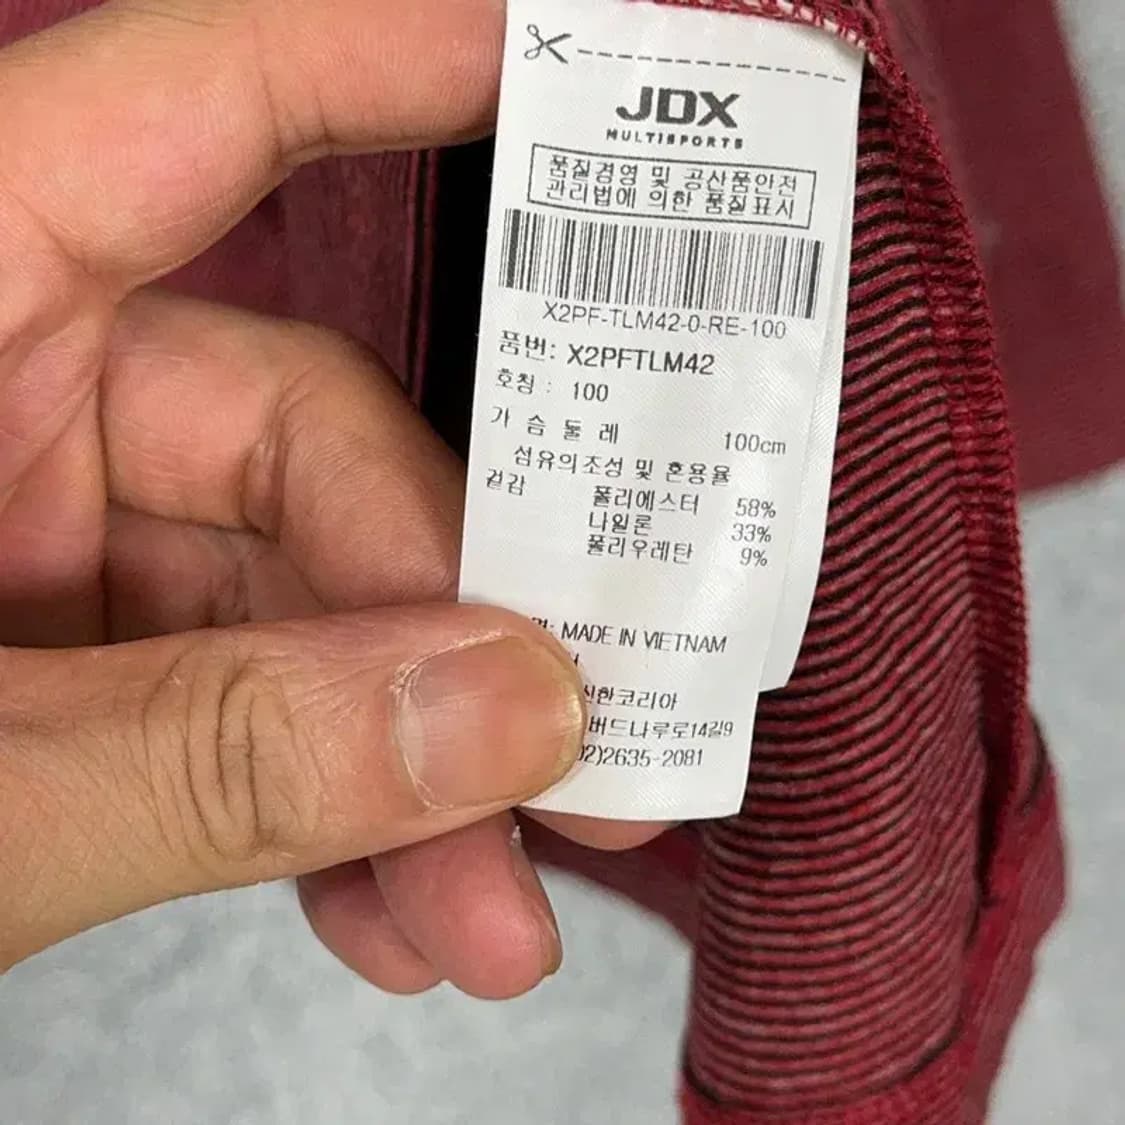 JDX
MULTISPORTS
품질경영 및 공산품안전
관리법에 의한 품질표시
X2PF-TLM42-0-RE-100
품번: X2PFTLM42
호칭 : 100
가 슴 둘 레 100cm
섬유의조성 및 혼용율
겉감 폴리에스터 58%
나일론 33%
폴리우레탄 9%
MADE IN VIETNAM
신한코리아
버드나루로14길9
02)2635-2081